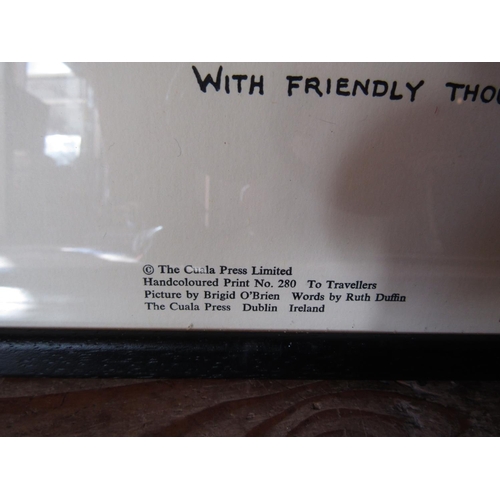 WITH FRIENDLY
© The Cuala Press Limited
Handcoloured Print No. 280 To Travellers
Picture by Brigid O'Brien Words by Ruth Duffin
The Cuala Press Dublin Ireland